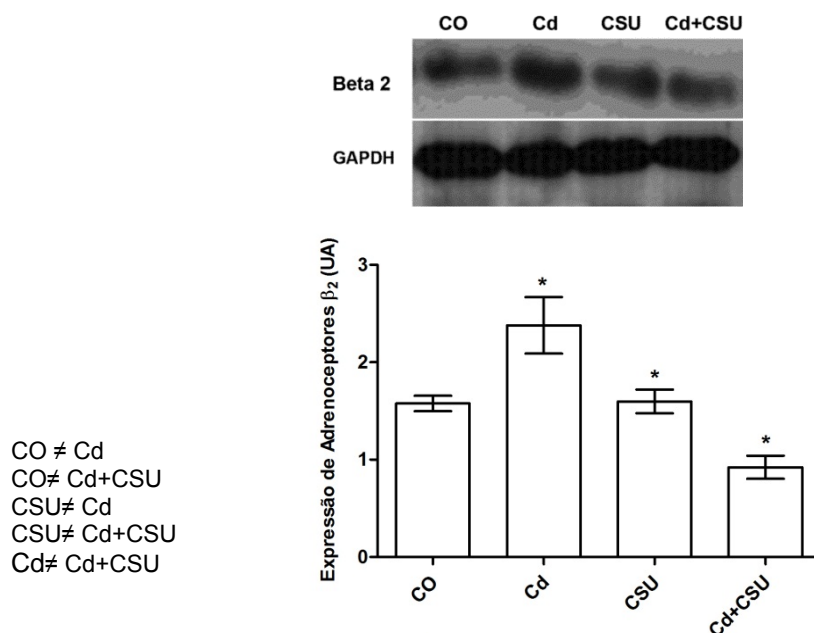 CO Cd CSU Cd+CSU
Beta 2
GAPDH
Expressão de Adrenoceptores β₂ (UA)
3
2
1
0
*
*
*
CO Cd CSU Cd+CSU
CO ≠ Cd
CO≠ Cd+CSU
CSU≠ Cd
CSU≠ Cd+CSU
Cd≠ Cd+CSU